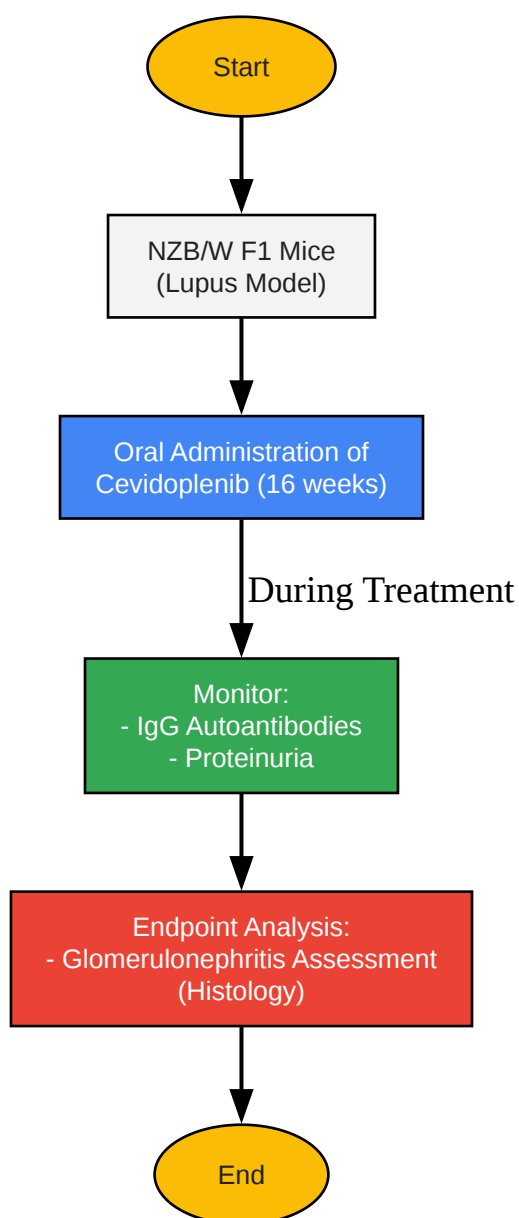 Start
NZB/W F1 Mice
(Lupus Model)
Oral Administration of
Cevidoplenib (16 weeks)
During Treatment
Monitor:
- IgG Autoantibodies
- Proteinuria
Endpoint Analysis:
- Glomerulonephritis Assessment
(Histology)
End